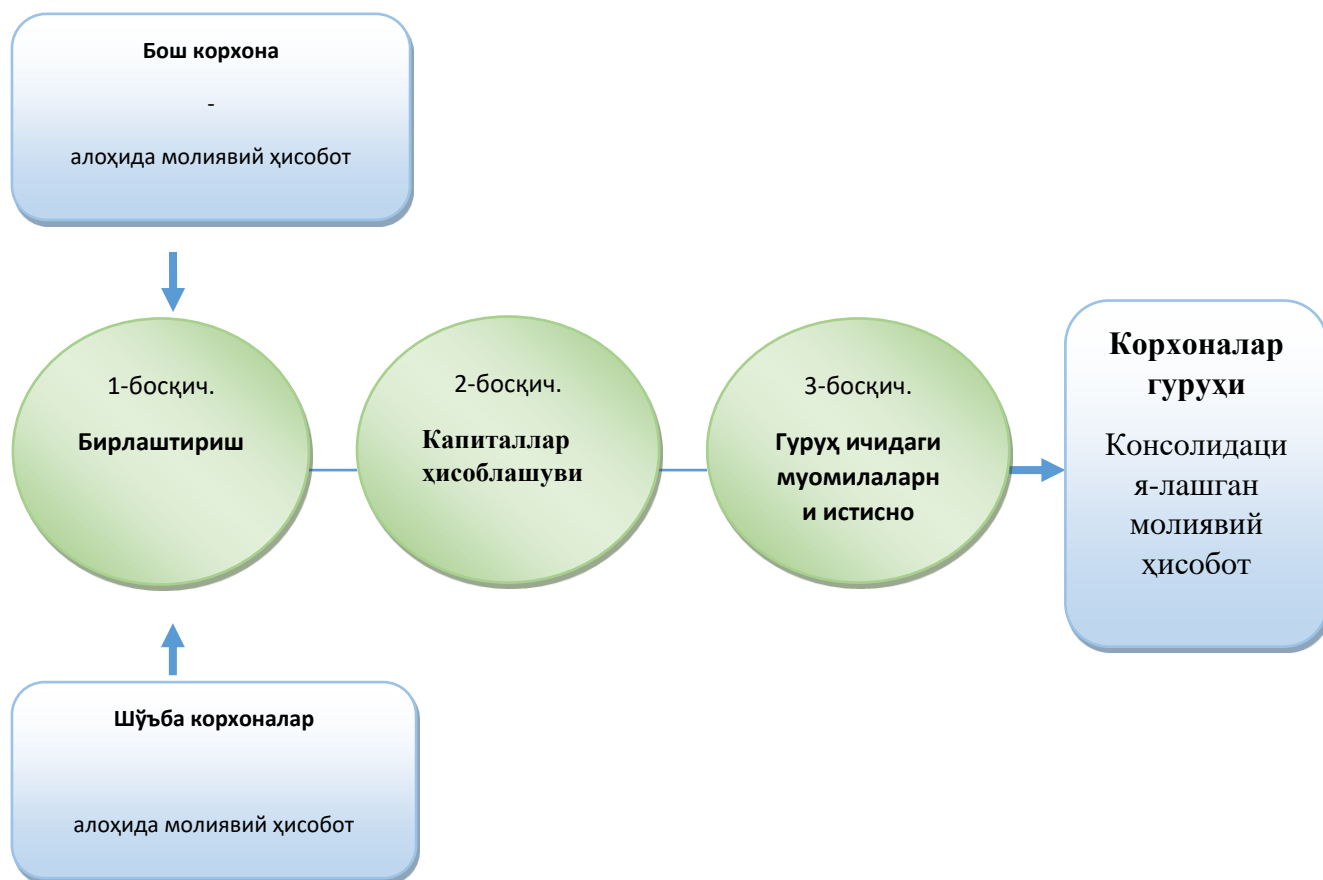 Бош корхона
-
алоҳида молиявий ҳисобот
1-босқич.
Бирлаштириш
2-босқич.
Капиталлар
ҳисоблашуви
3-босқич.
Гуруҳ ичидаги
муомилаларн
и истисно
Корхоналар
гуруҳи
Консолидаци
я-лашган
молиявий
ҳисобот
Шўъба корхоналар
алоҳида молиявий ҳисобот